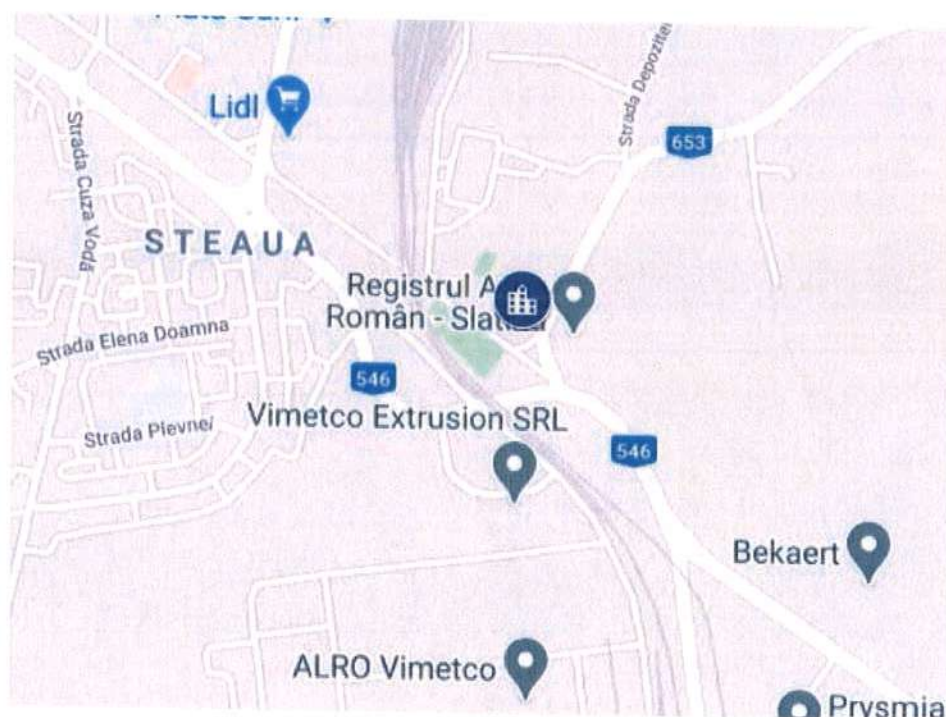 Lidl
Strada Depozitelor
653
Strada Cuza Vodă
STEAUA
Registrul A
Român - Slatina
Strada Elena Doamna
546
Strada Plevnei
Vimetco Extrusion SRL
546
Bekaert
ALRO Vimetco
Prysmia